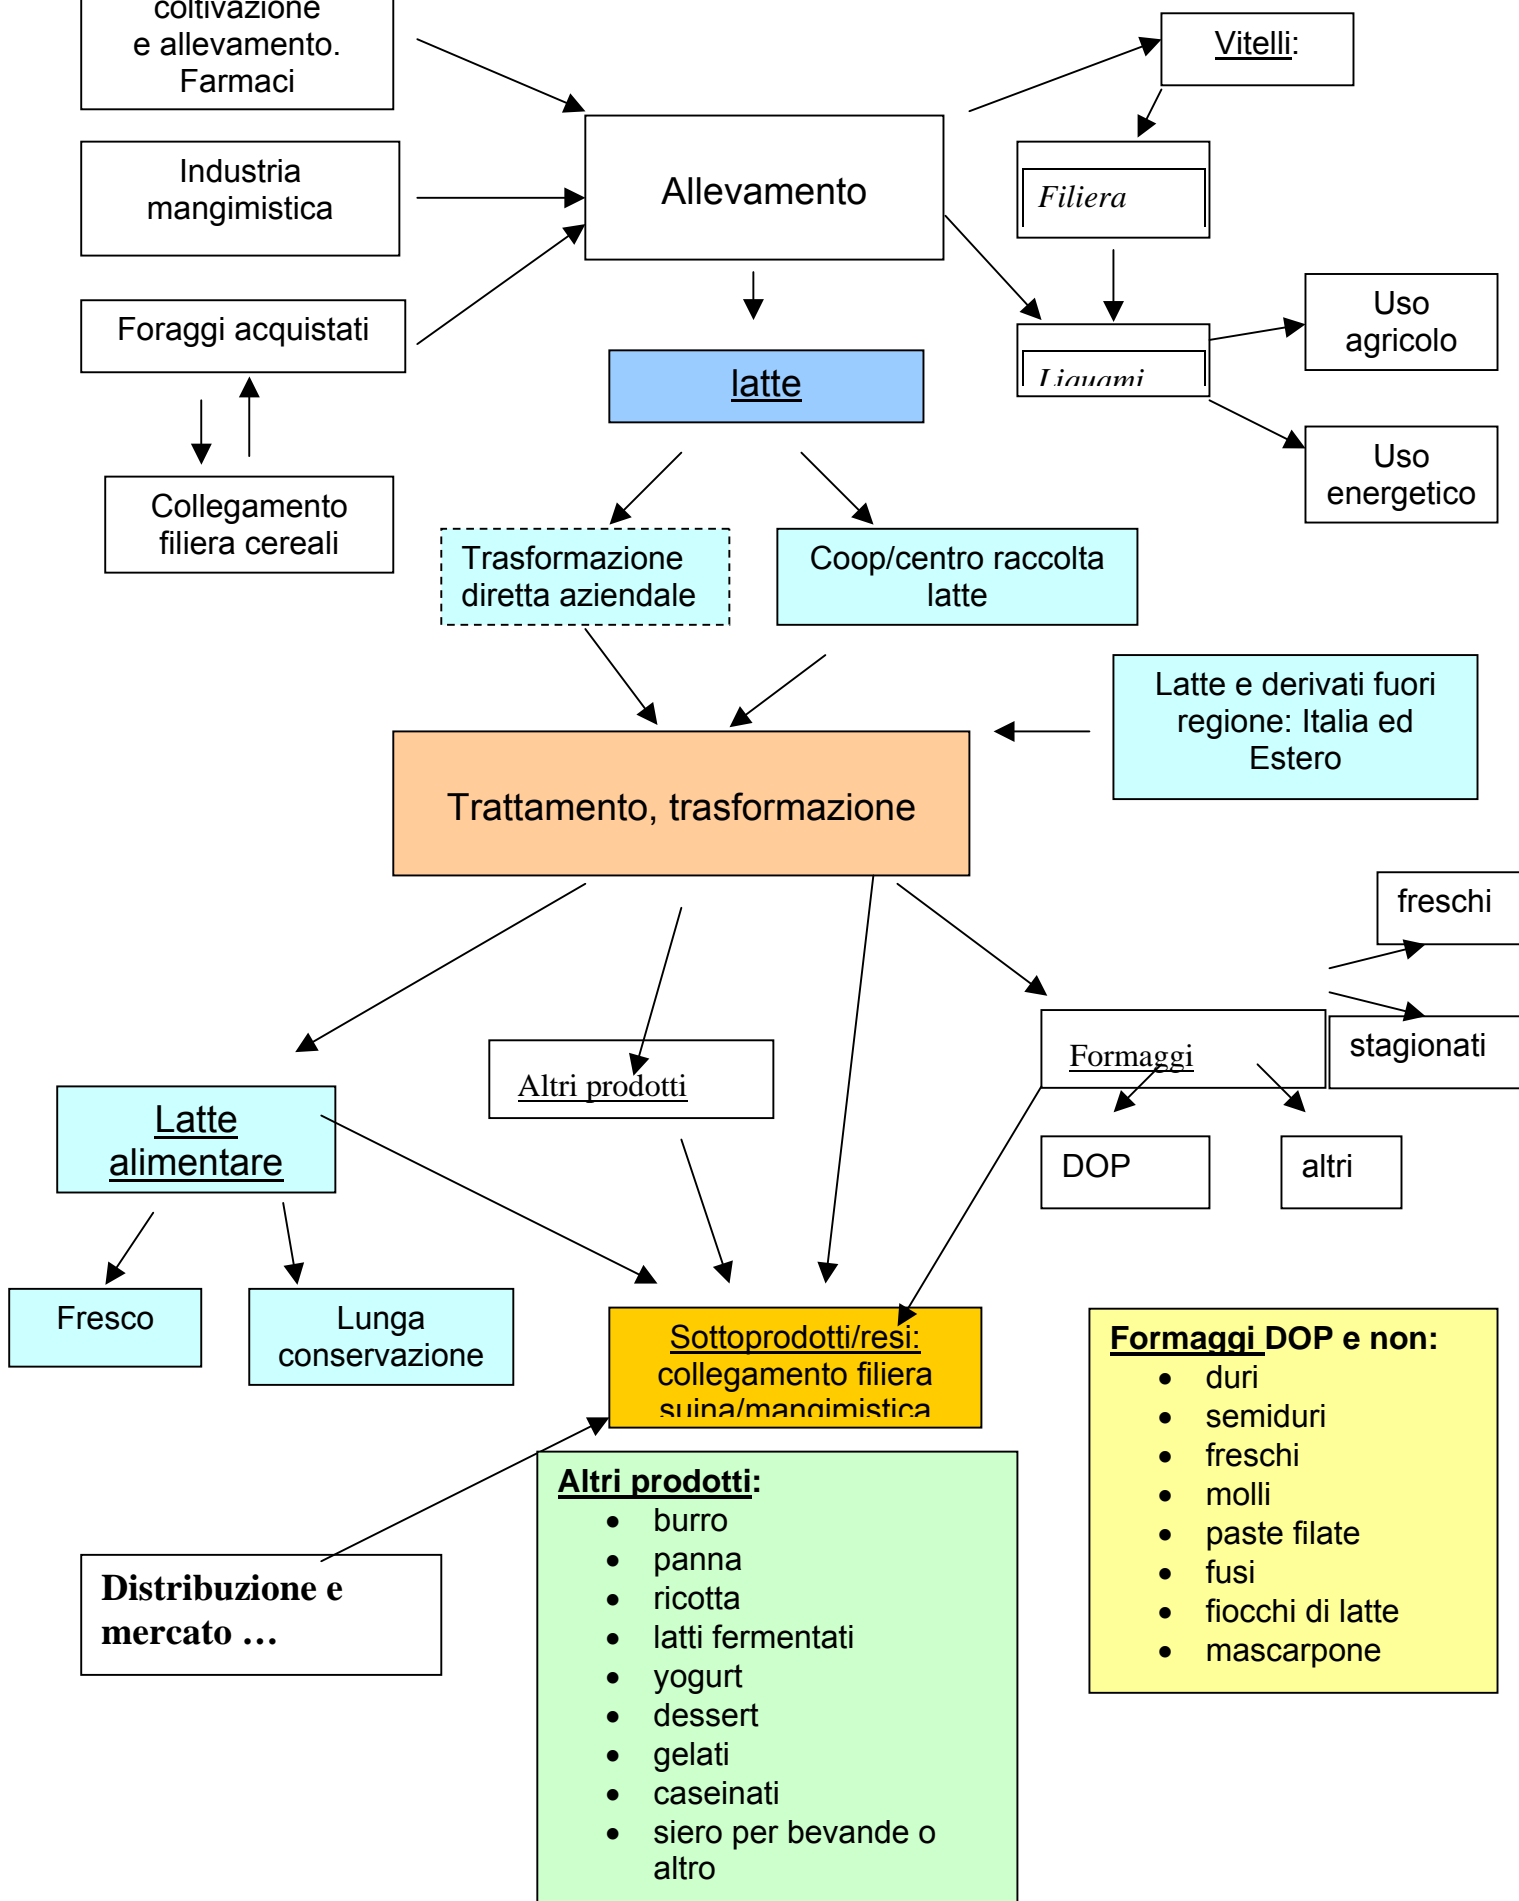 coltivazione
e allevamento.
Farmaci
Vitelli:
Industria
mangimistica
Allevamento
Filiera
Foraggi acquistati
latte
Liquami
Uso
agricolo
Uso
energetico
Collegamento
filiera cereali
Trasformazione
diretta aziendale
Coop/centro raccolta
latte
Latte e derivati fuori
regione: Italia ed
Estero
Trattamento, trasformazione
freschi
stagionati
Formaggi
Altri prodotti
Latte
alimentare
DOP
altri
Fresco
Lunga
conservazione
Sottoprodotti/resi:
collegamento filiera
suina/mangimistica
Formaggi DOP e non:
• duri
• semiduri
• freschi
• molli
• paste filate
• fusi
• fiocchi di latte
• mascarpone
Altri prodotti:
• burro
• panna
• ricotta
• latti fermentati
• yogurt
• dessert
• gelati
• caseinati
• siero per bevande o
altro
Distribuzione e
mercato …